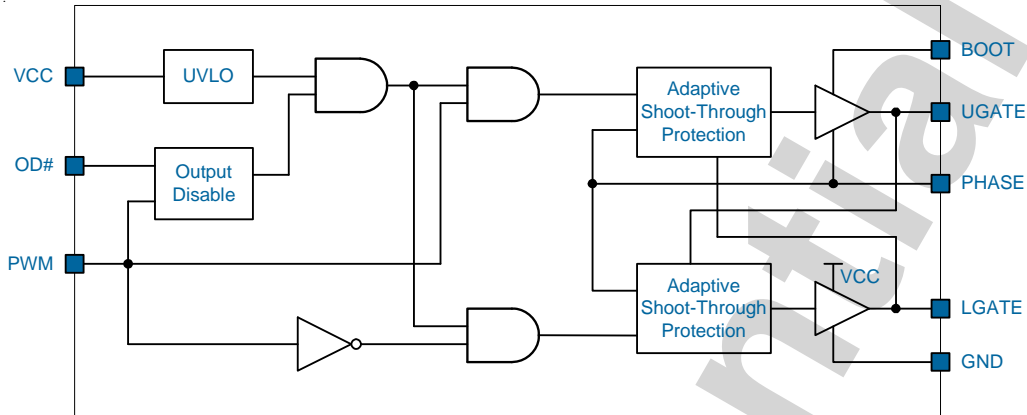 BOOT
VCC
UVLO
Adaptive
Shoot-Through
Protection
UGATE
OD#
Output
Disable
PHASE
PWM
Adaptive
Shoot-Through
Protection
VCC
LGATE
GND
ntial